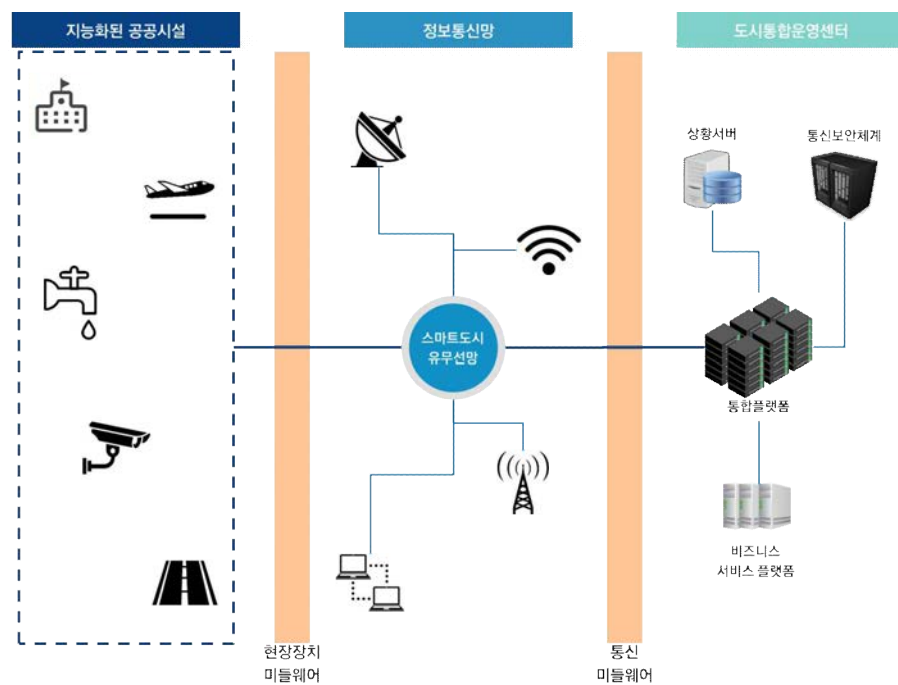 지능화된 공공시설
정보통신망
도시통합운영센터
상황서버
통신보안체계
스마트도시
유무선망
통합플랫폼
비즈니스
서비스 플랫폼
현장장치
미들웨어
통신
미들웨어